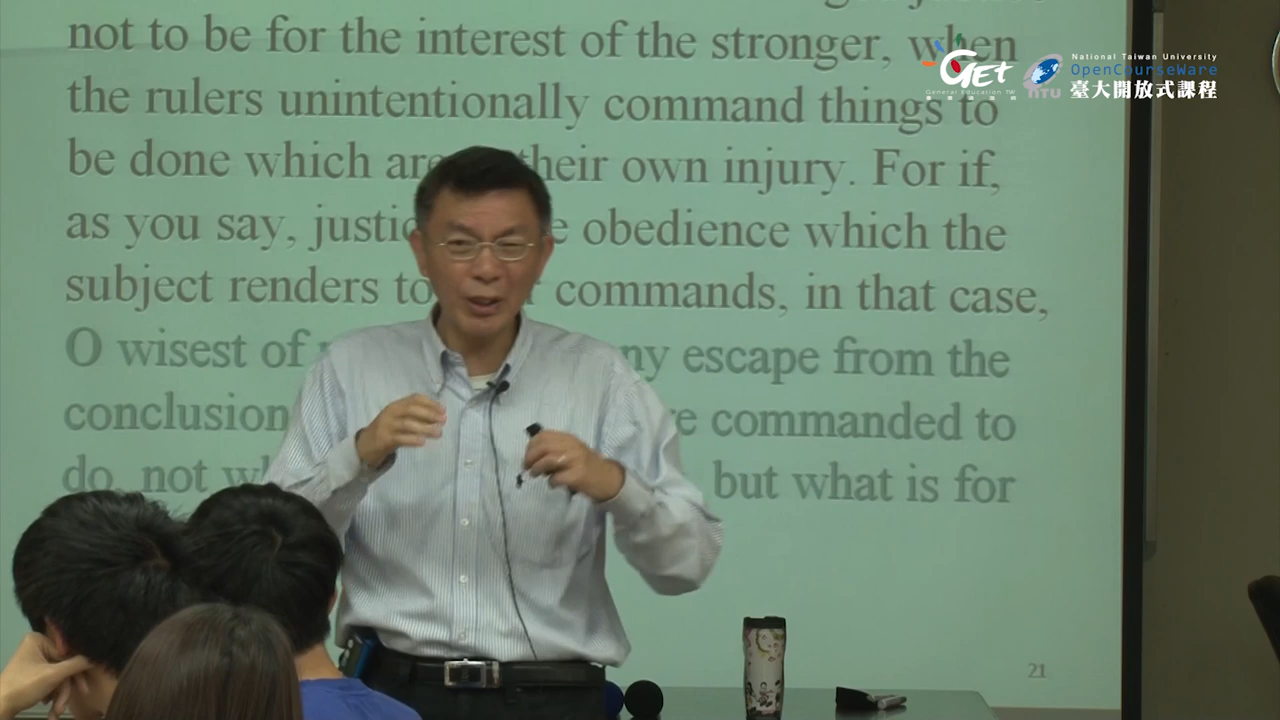 not to be for the interest of the stronger, when
the rulers unintentionally command things to
be done which are their own injury. For if,
as you say, justice obedience which the
subject renders to commands, in that case,
O wisest of escape from the
conclusion commanded to
do, not but what is for
21
GET
General Education TW
NTU
National Taiwan University
OpenCourseWare
臺大開放式課程